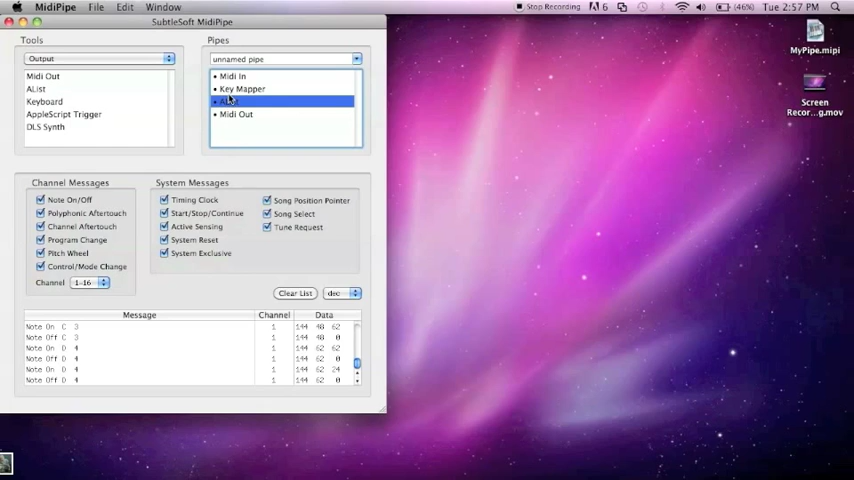 MidiPipe File Edit Window Stop Recording 6 (46%) Tue 2:57 PM
SubtleSoft MidiPipe
Tools Pipes
Output unnamed pipe
Midi Out
AList
Keyboard
AppleScript Trigger
DLS Synth
• Midi In
• Key Mapper
• Midi Out
Channel Messages
Note On/Off
Polyphonic Aftertouch
Channel Aftertouch
Program Change
Pitch Wheel
Control/Mode Change
Channel 1-16
System Messages
Timing Clock
Start/Stop/Continue
Active Sensing
System Reset
System Exclusive
Song Position Pointer
Song Select
Tune Request
Clear List dec
Message Channel Data
Note On C 3 1 144 48 62
Note Off C 3 1 144 48 0
Note On D 4 1 144 62 62
Note Off D 4 1 144 62 0
Note On D 4 1 144 62 24
Note Off D 4 1 144 62 0
MyPipe.mipi
Screen
Recor...g.mov